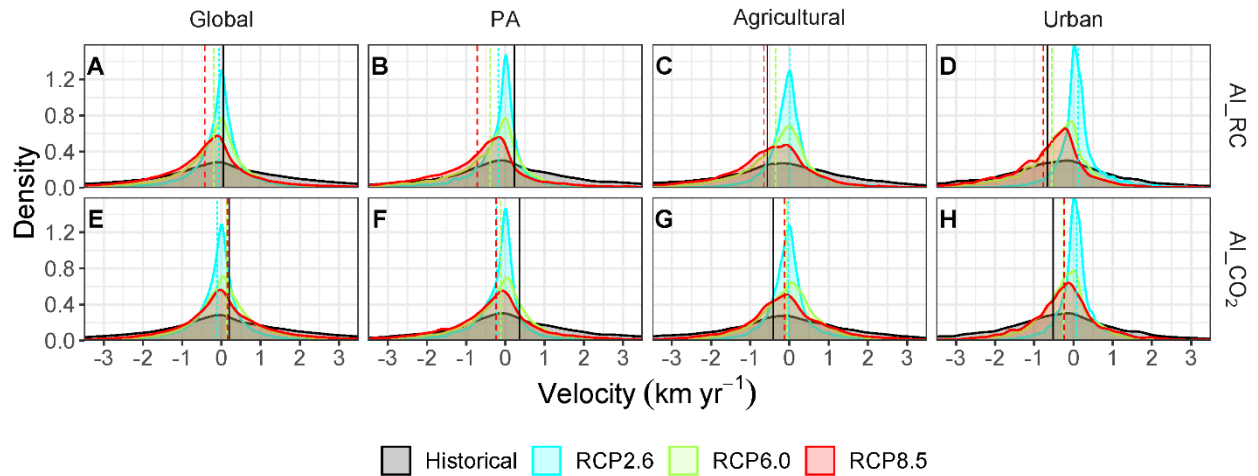 Global PA Agricultural Urban
A B C D
AI_RC
1.2
0.8
0.4
0.0
E F G H
AI_CO₂
1.2
0.8
0.4
0.0
Density
-3 -2 -1 0 1 2 3 -3 -2 -1 0 1 2 3 -3 -2 -1 0 1 2 3 -3 -2 -1 0 1 2 3
Velocity (km yr⁻¹)
Historical RCP2.6 RCP6.0 RCP8.5